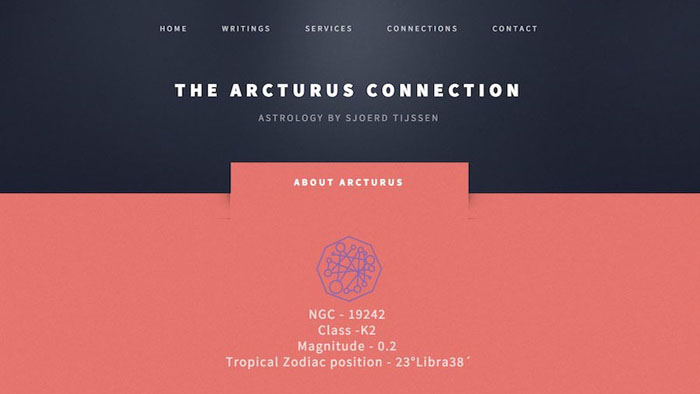 HOME WRITINGS SERVICES CONNECTIONS CONTACT
THE ARCTURUS CONNECTION
ASTROLOGY BY SJOERD TIJSSEN
ABOUT ARCTURUS
NGC - 19242
Class -K2
Magnitude - 0.2
Tropical Zodiac position - 23°Libra38´